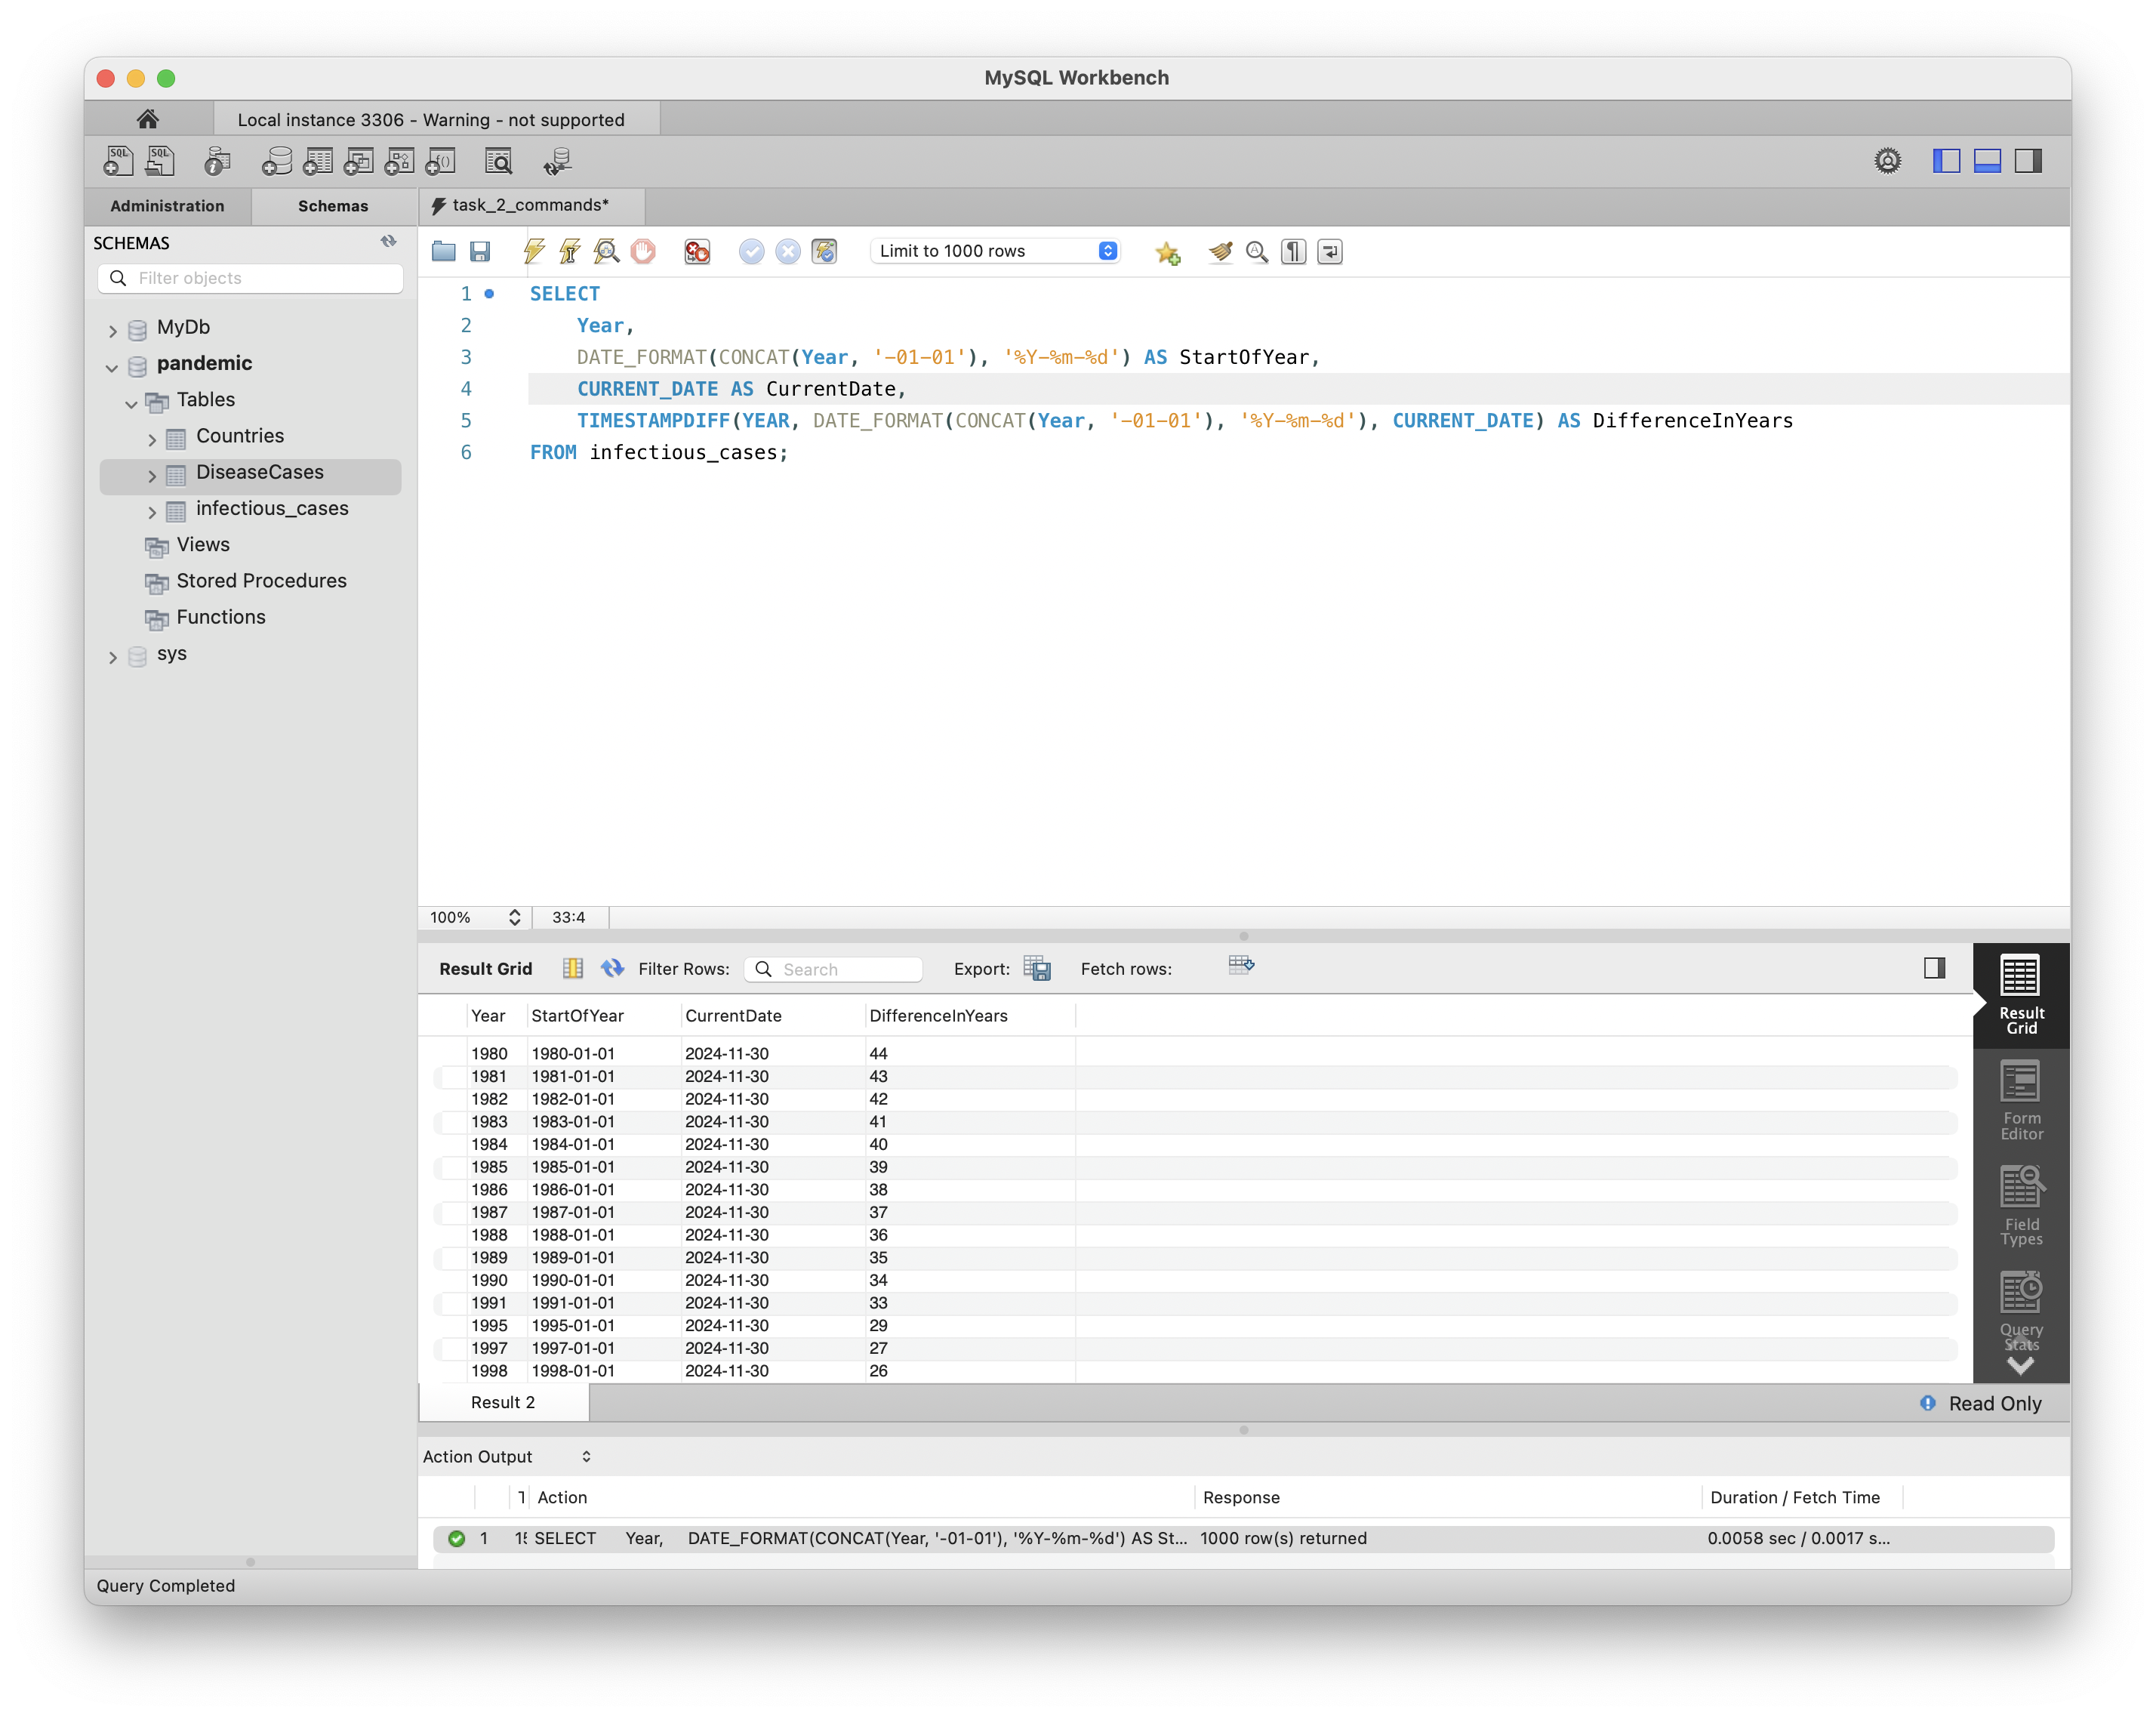 MySQL Workbench
Local instance 3306 - Warning - not supported
SQL SQL
Administration Schemas task_2_commands*
SCHEMAS
Filter objects
Limit to 1000 rows
MyDb
pandemic
Tables
Countries
DiseaseCases
infectious_cases
Views
Stored Procedures
Functions
sys
1 SELECT
2 Year,
3 DATE_FORMAT(CONCAT(Year, '-01-01'), '%Y-%m-%d') AS StartOfYear,
4 CURRENT_DATE AS CurrentDate,
5 TIMESTAMPDIFF(YEAR, DATE_FORMAT(CONCAT(Year, '-01-01'), '%Y-%m-%d'), CURRENT_DATE) AS DifferenceInYears
6 FROM infectious_cases;
100% 33:4
Result Grid Filter Rows: Search Export: Fetch rows:
Year StartOfYear CurrentDate DifferenceInYears
1980 1980-01-01 2024-11-30 44
1981 1981-01-01 2024-11-30 43
1982 1982-01-01 2024-11-30 42
1983 1983-01-01 2024-11-30 41
1984 1984-01-01 2024-11-30 40
1985 1985-01-01 2024-11-30 39
1986 1986-01-01 2024-11-30 38
1987 1987-01-01 2024-11-30 37
1988 1988-01-01 2024-11-30 36
1989 1989-01-01 2024-11-30 35
1990 1990-01-01 2024-11-30 34
1991 1991-01-01 2024-11-30 33
1995 1995-01-01 2024-11-30 29
1997 1997-01-01 2024-11-30 27
1998 1998-01-01 2024-11-30 26
Result
Grid
Form
Editor
Field
Types
Query
Stats
Result 2 Read Only
Action Output
Action Response Duration / Fetch Time
1 SELECT Year, DATE_FORMAT(CONCAT(Year, '-01-01'), '%Y-%m-%d') AS St... 1000 row(s) returned 0.0058 sec / 0.0017 s...
Query Completed